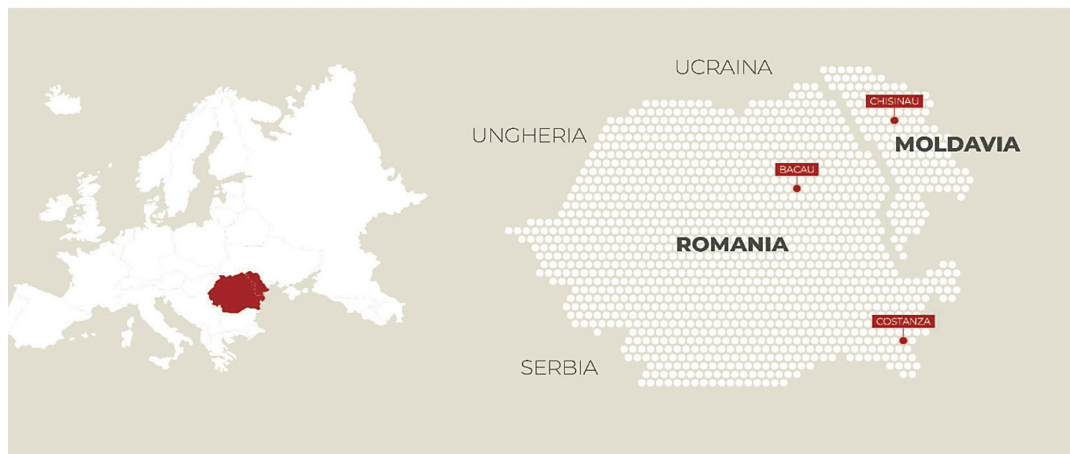 UCRAINA
CHISINAU
UNGHERIA
MOLDAVIA
BACAU
ROMANIA
COSTANZA
SERBIA